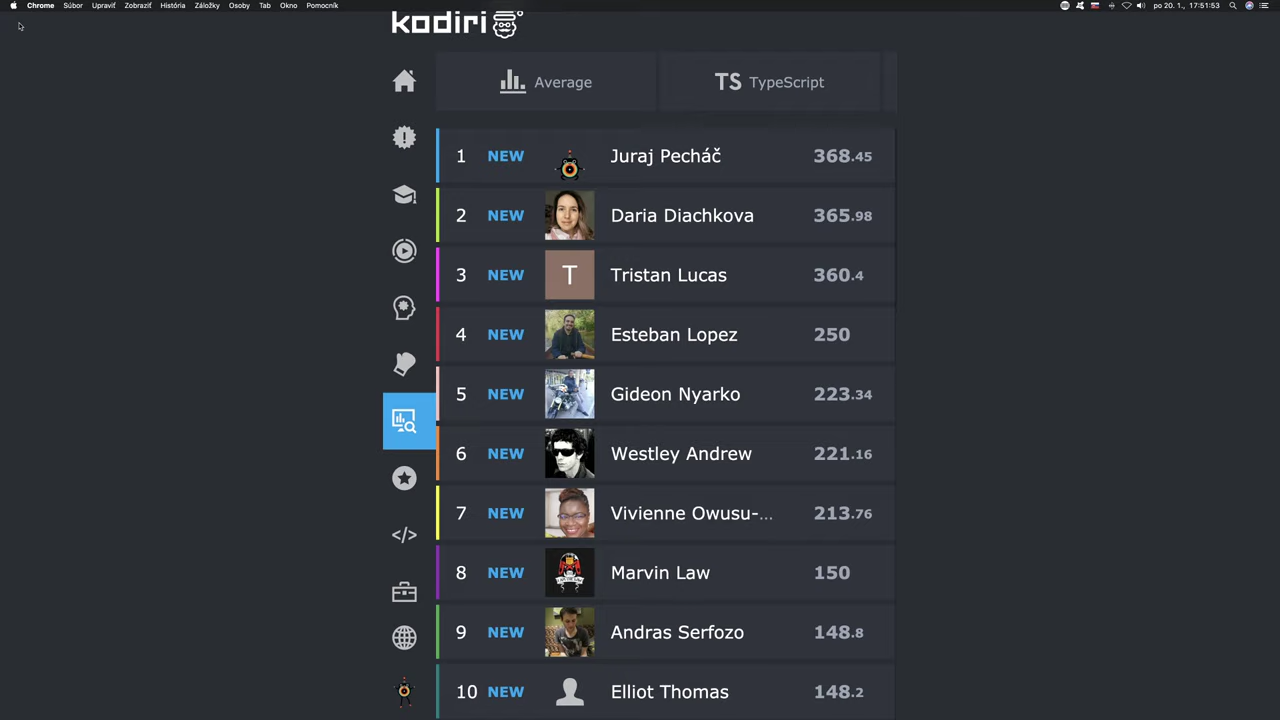 Chrome Súbor Upraviť Zobraziť História Záložky Osoby Tab Okno Pomocník po 20. 1., 17:51:53
kodiri
Average TS TypeScript
1 NEW Juraj Pecháč 368.45
2 NEW Daria Diachkova 365.98
3 NEW T Tristan Lucas 360.4
4 NEW Esteban Lopez 250
5 NEW Gideon Nyarko 223.34
6 NEW Westley Andrew 221.16
7 NEW Vivienne Owusu-... 213.76
8 NEW Marvin Law 150
</> 9 NEW Andras Serfozo 148.8
10 NEW Elliot Thomas 148.2